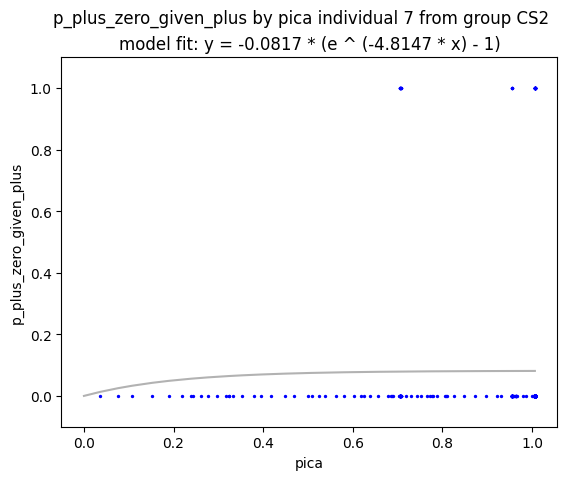 p_plus_zero_given_plus by pica individual 7 from group CS2
model fit: y = -0.0817 * (e ^ (-4.8147 * x) - 1)
1.0
0.8
0.6
0.4
0.2
0.0
p_plus_zero_given_plus
0.0 0.2 0.4 0.6 0.8 1.0
pica